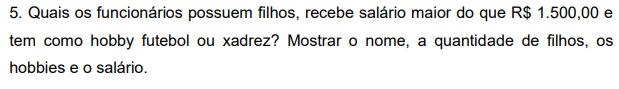 5. Quais os funcionários possuem filhos, recebe salário maior do que R$ 1.500,00 e
tem como hobby futebol ou xadrez? Mostrar o nome, a quantidade de filhos, os
hobbies e o salário.